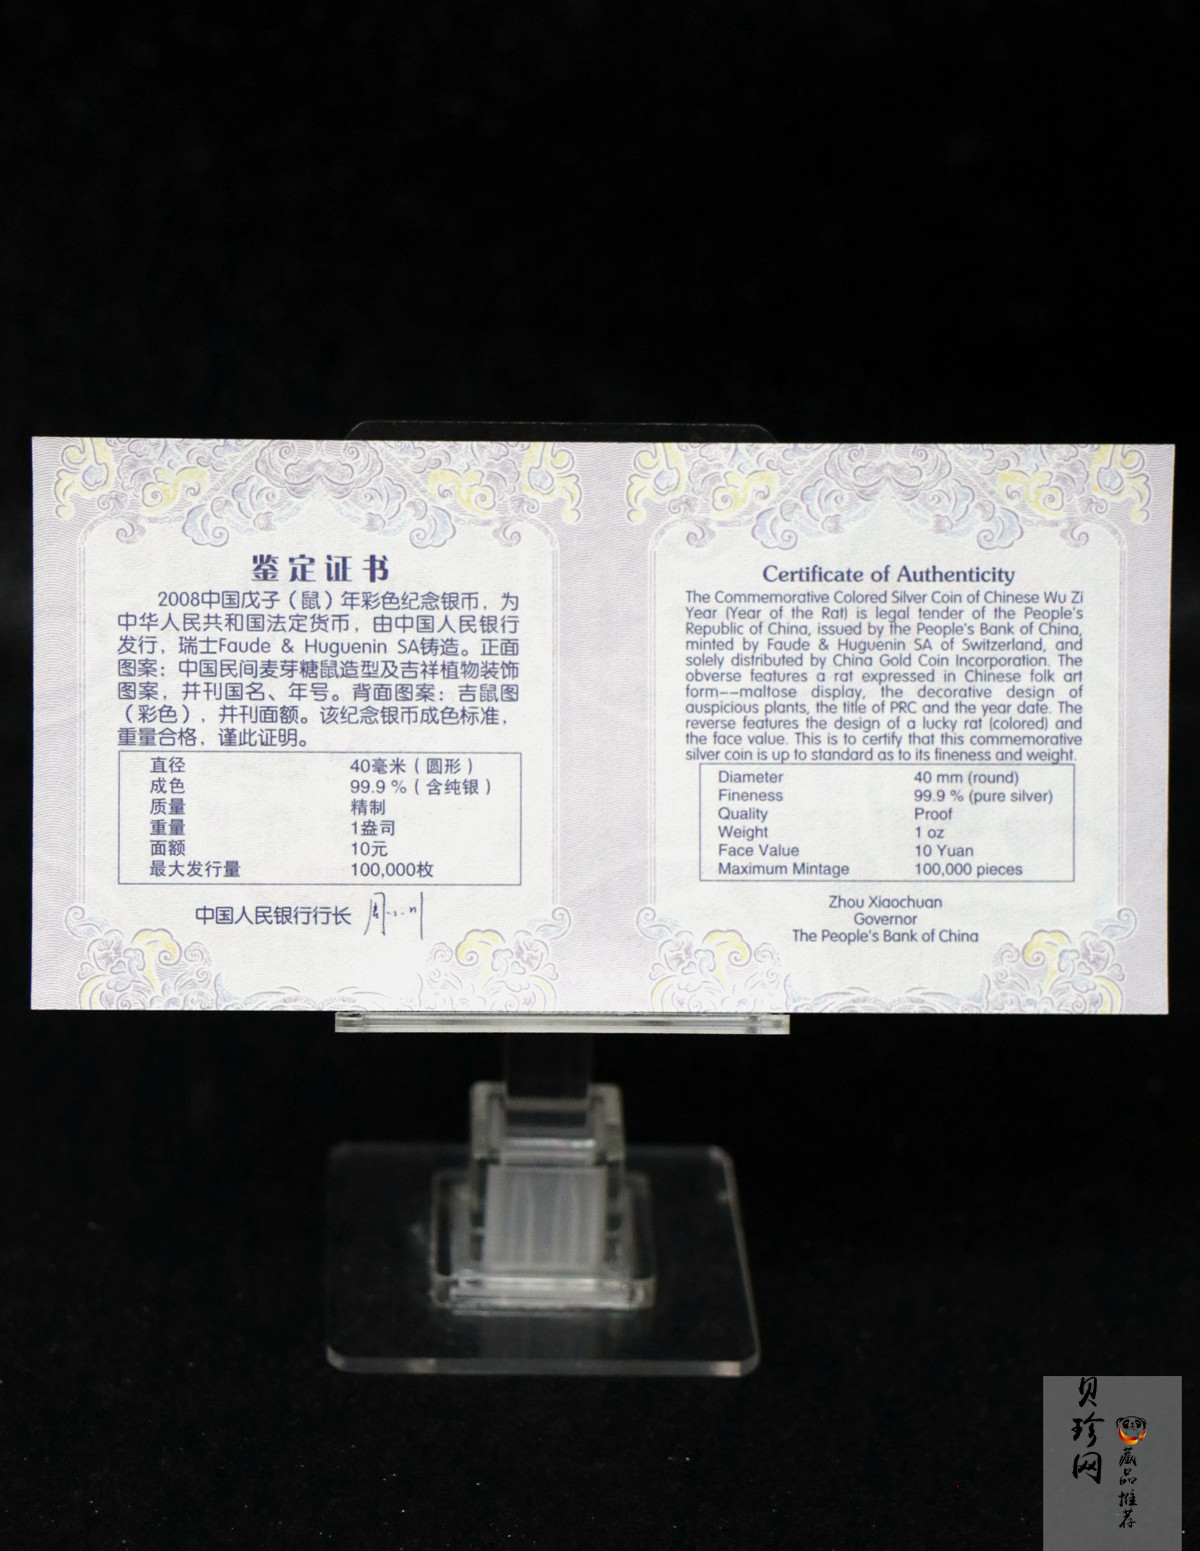 鉴定证书
2008中国戊子（鼠）年彩色纪念银币，为
中华人民共和国法定货币，由中国人民银行
发行，瑞士Faude & Huguenin SA铸造。正面
图案：中国民间麦芽糖鼠造型及吉祥植物装饰
图案，并刊国名、年号。背面图案：吉鼠图
（彩色），并刊面额。该纪念银币成色标准，
重量合格，谨此证明。
直径 40毫米（圆形）
成色 99.9 %（含纯银）
质量 精制
重量 1盎司
面额 10元
最大发行量 100,000枚
中国人民银行行长
Certificate of Authenticity
The Commemorative Colored Silver Coin of Chinese Wu Zi
Year (Year of the Rat) is legal tender of the People's
Republic of China, issued by the People's Bank of China,
minted by Faude & Huguenin SA of Switzerland, and
solely distributed by China Gold Coin Incorporation. The
obverse features a rat expressed in Chinese folk art
form--maltose display, the decorative design of
auspicious plants, the title of PRC and the year date. The
reverse features the design of a lucky rat (colored) and
the face value. This is to certify that this commemorative
silver coin is up to standard as to its fineness and weight.
Diameter 40 mm (round)
Fineness 99.9 % (pure silver)
Quality Proof
Weight 1 oz
Face Value 10 Yuan
Maximum Mintage 100,000 pieces
Zhou Xiaochuan
Governor
The People's Bank of China
贝珍网
藏品推荐